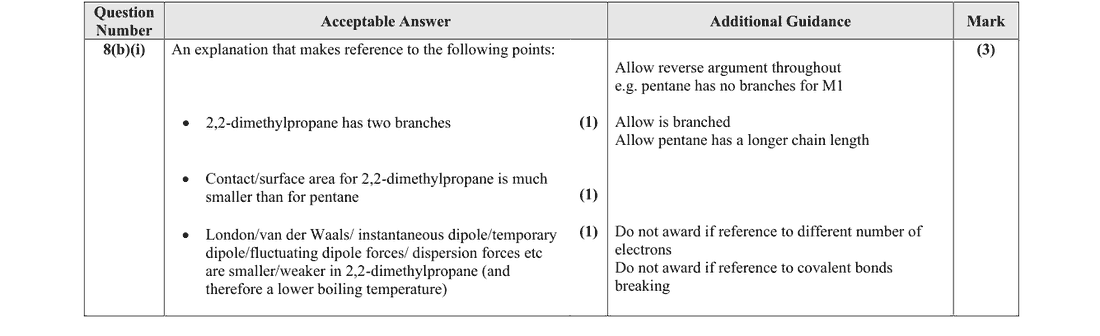 Question Number
Acceptable Answer
Additional Guidance
Mark
8(b)(i)
An explanation that makes reference to the following points:
(3)
Allow reverse argument throughout
e.g. pentane has no branches for M1
• 2,2-dimethylpropane has two branches (1)
Allow is branched
Allow pentane has a longer chain length
• Contact/surface area for 2,2-dimethylpropane is much
smaller than for pentane (1)
• London/van der Waals/ instantaneous dipole/temporary (1)
dipole/fluctuating dipole forces/ dispersion forces etc
are smaller/weaker in 2,2-dimethylpropane (and
therefore a lower boiling temperature)
Do not award if reference to different number of
electrons
Do not award if reference to covalent bonds
breaking